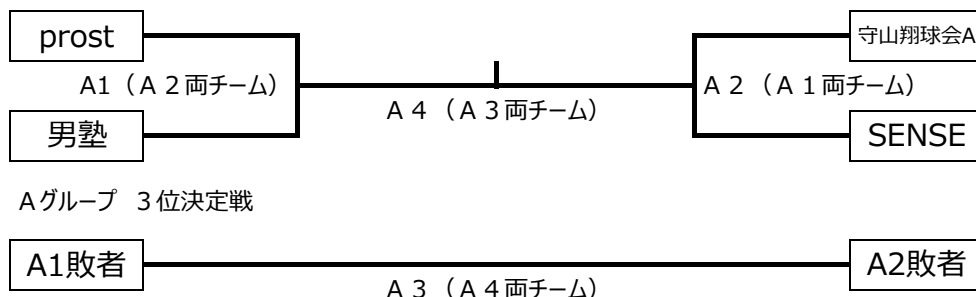 prost
守山翔球会A
A1（A２両チーム）
A２（A１両チーム）
A４（A３両チーム）
男塾
SENSE
Aグループ　３位決定戦
A1敗者
A2敗者
A３（A４両チーム）